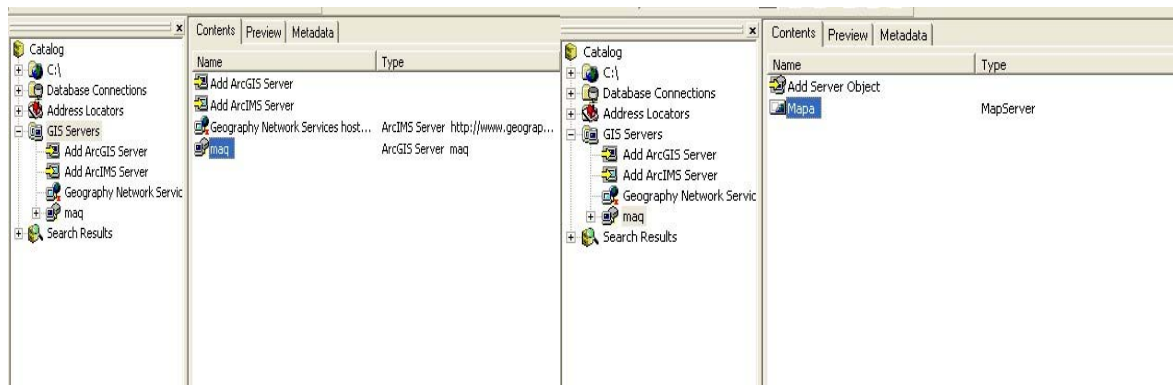 Contents Preview Metadata
Catalog
C:\
Database Connections
Address Locators
GIS Servers
Add ArcGIS Server
Add ArcIMS Server
Geography Network Servic
maq
Search Results
Name Type
Add ArcGIS Server
Add ArcIMS Server
Geography Network Services host... ArcIMS Server http://www.geograp...
maq ArcGIS Server maq
Contents Preview Metadata
Catalog
C:\
Database Connections
Address Locators
GIS Servers
Add ArcGIS Server
Add ArcIMS Server
Geography Network Servic
maq
Search Results
Name Type
Add Server Object
Mapa MapServer